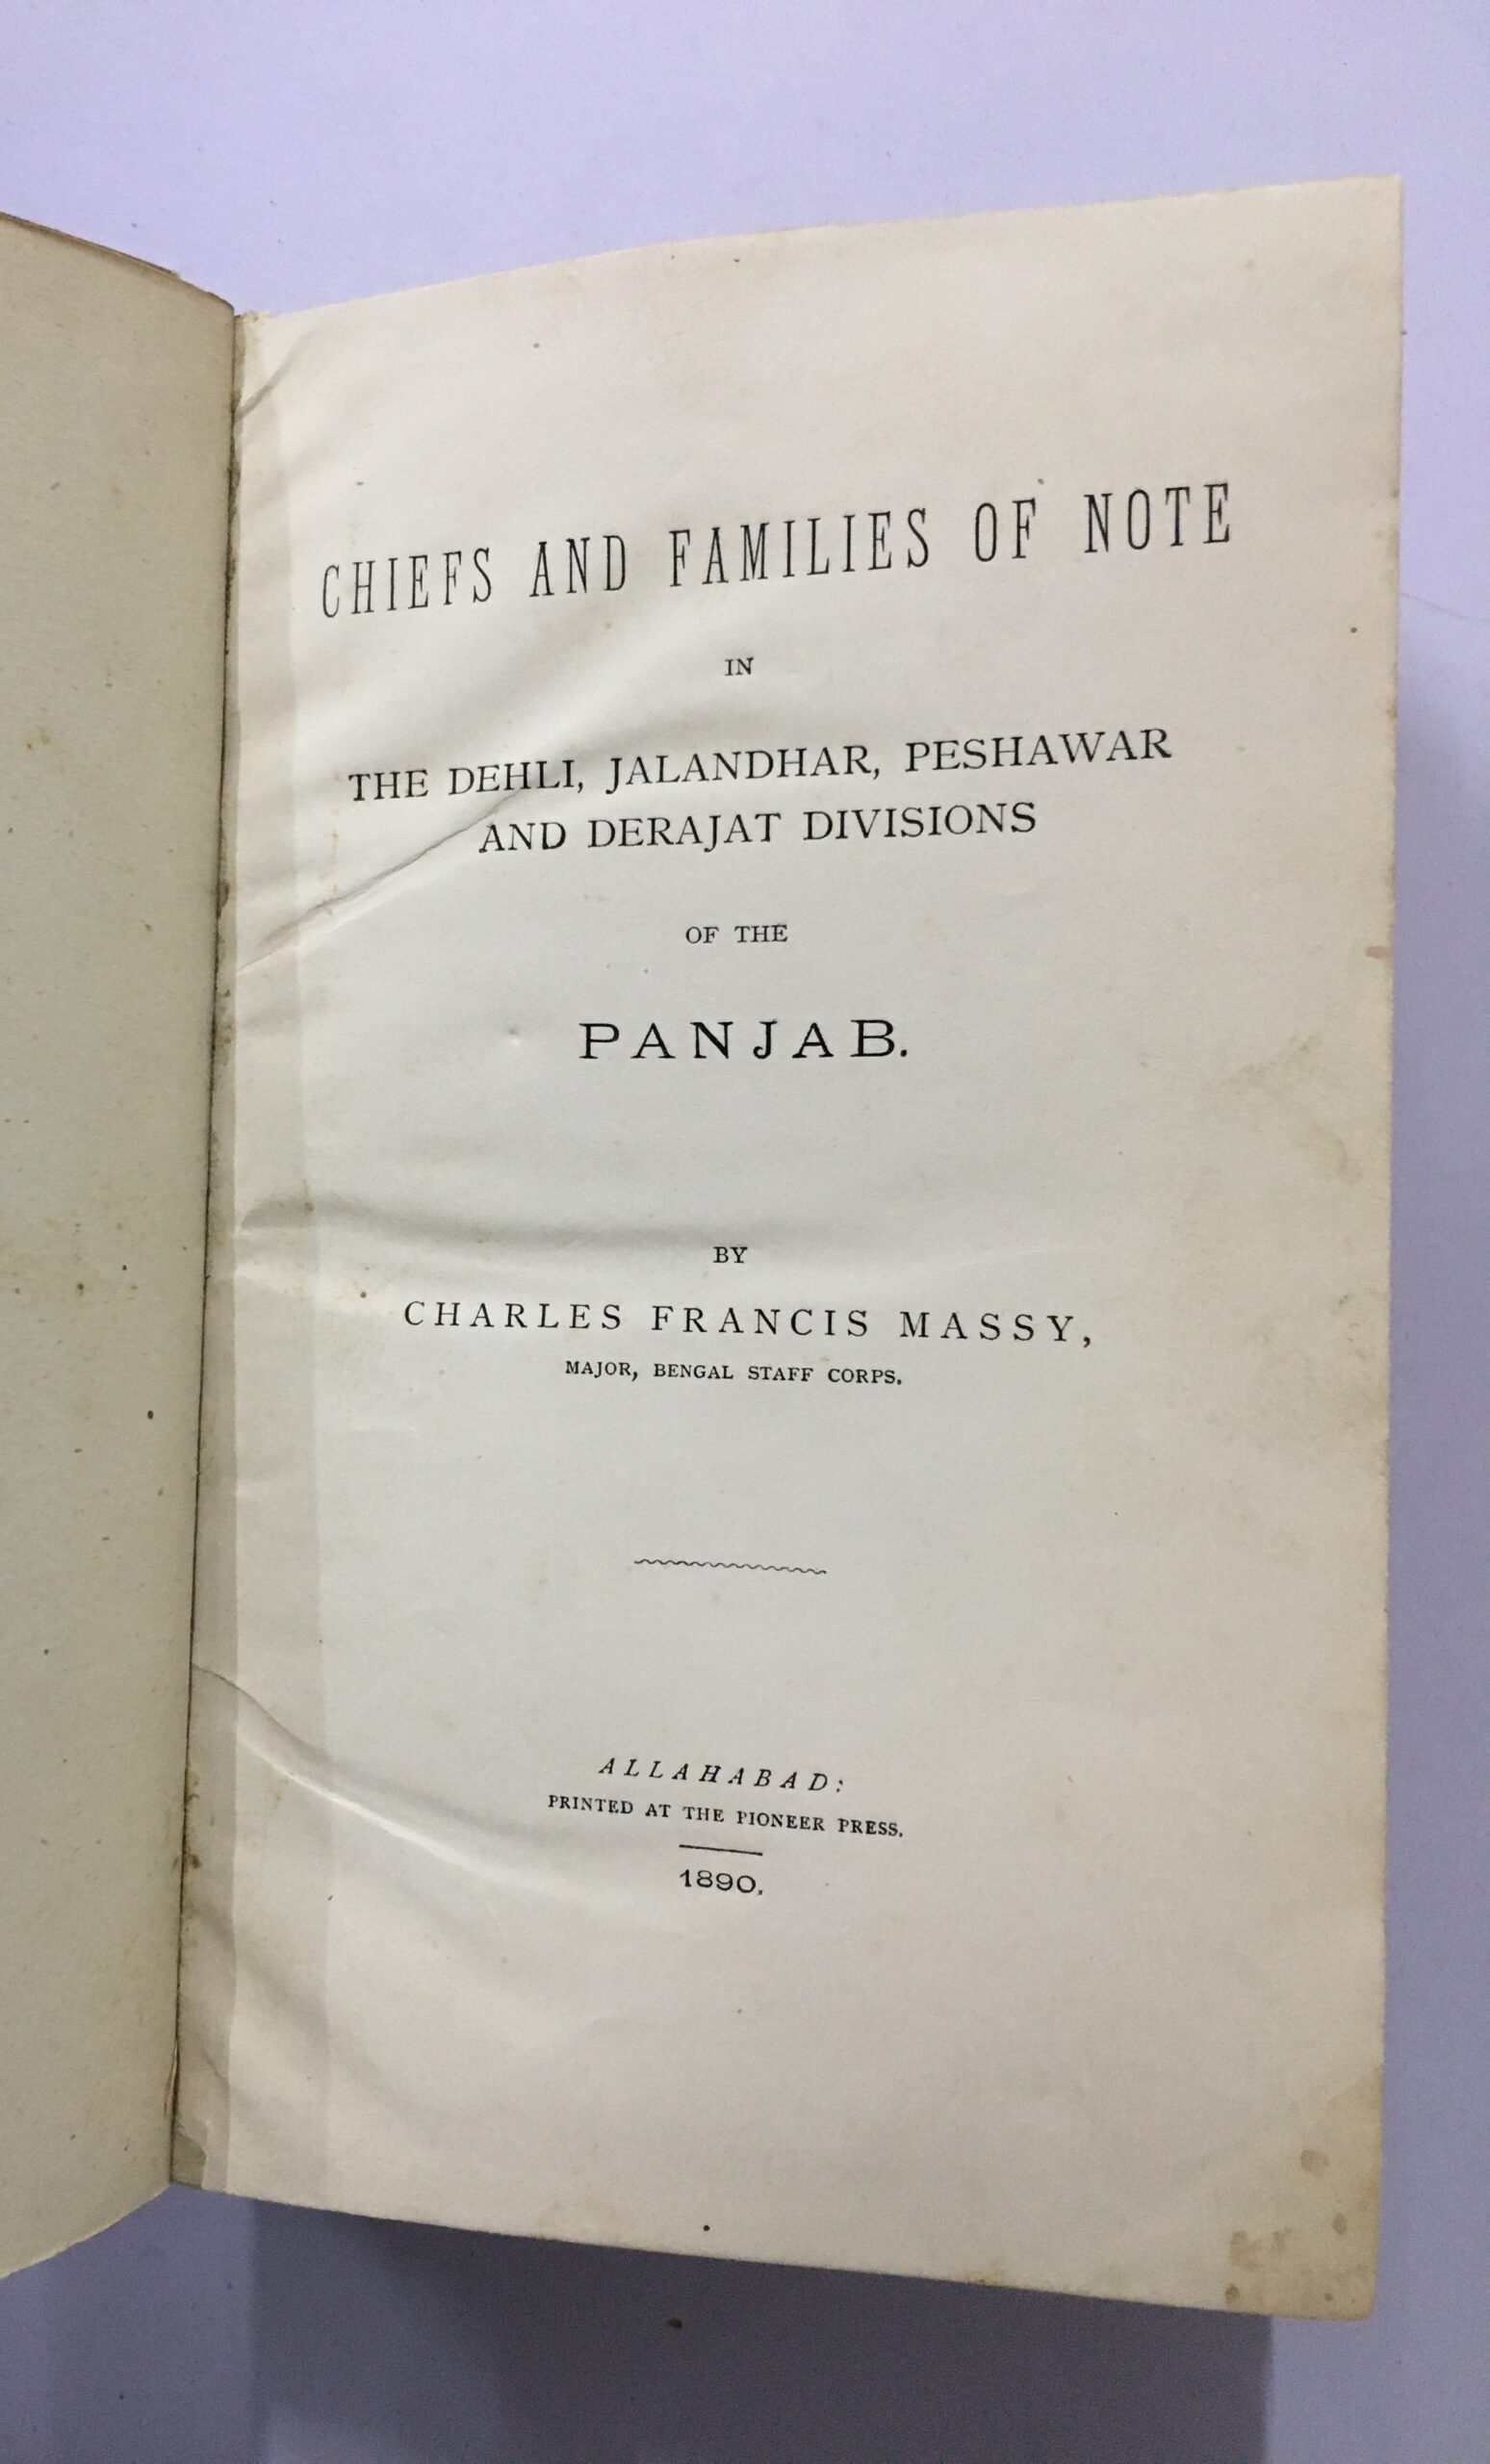 CHIEFS AND FAMILIES OF NOTE
IN
THE DEHLI, JALANDHAR, PESHAWAR
AND DERAJAT DIVISIONS
OF THE
PANJAB.
BY
CHARLES FRANCIS MASSY,
MAJOR, BENGAL STAFF CORPS.
ALLAHABAD:
PRINTED AT THE PIONEER PRESS.
1890.